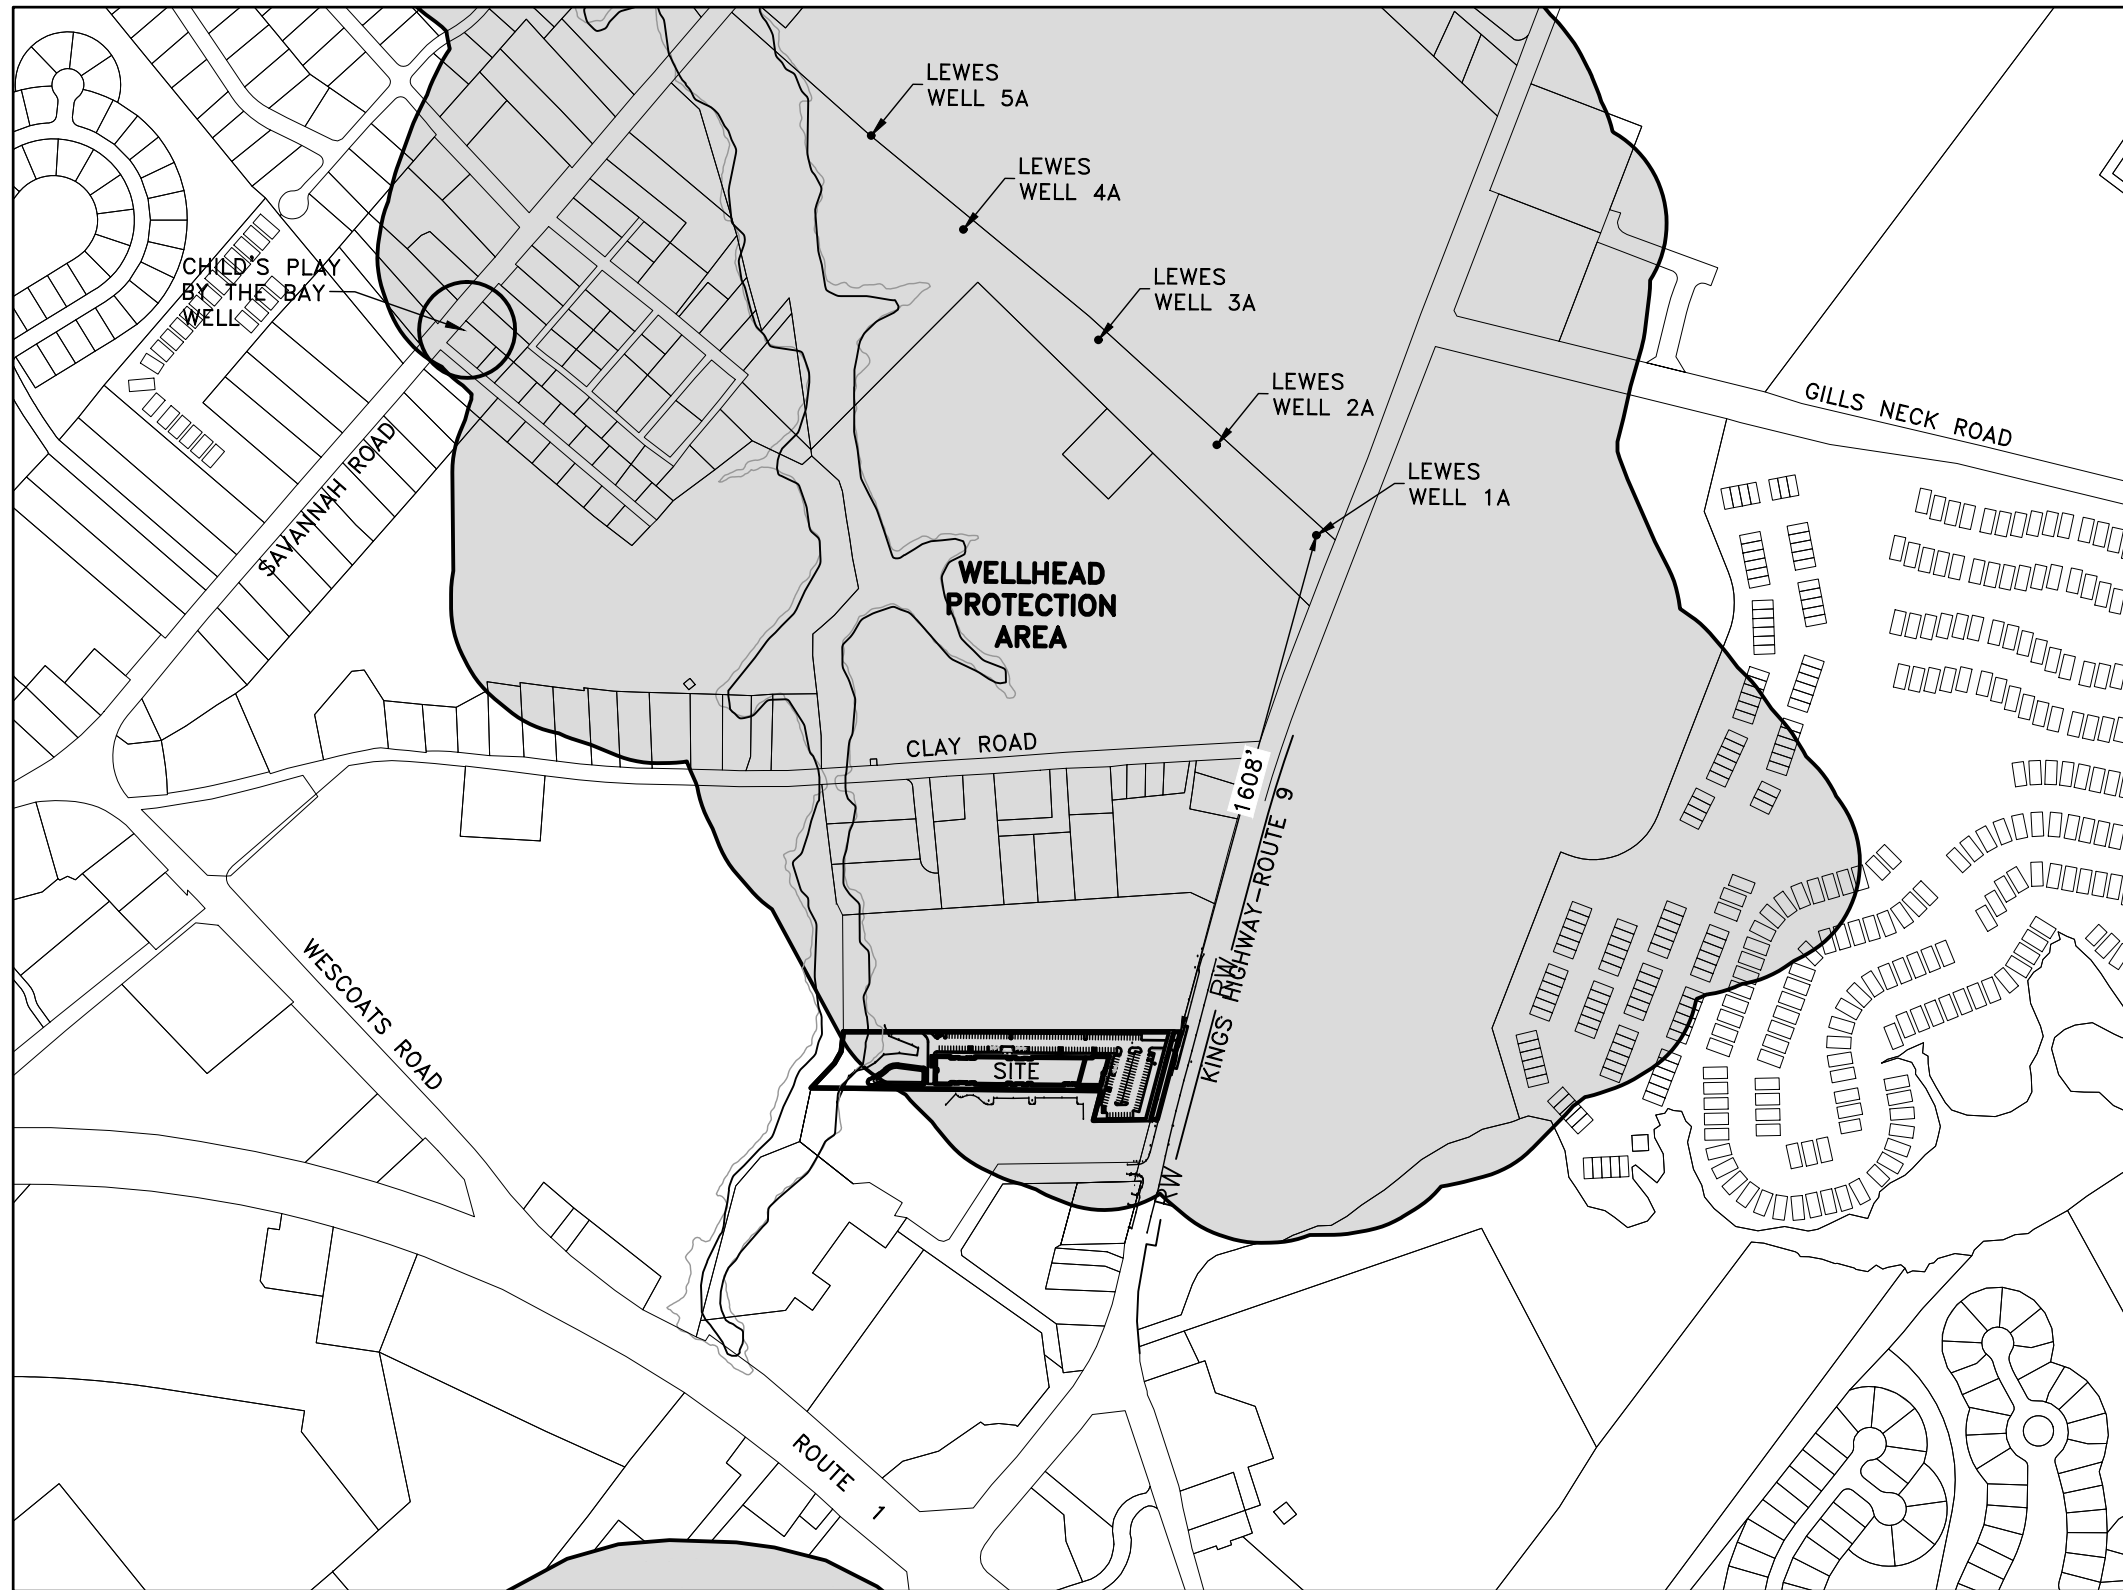 LEWES
WELL 5A
LEWES
WELL 4A
CHILD'S PLAY
BY THE BAY
WELL
LEWES
WELL 3A
LEWES
WELL 2A
GILLS NECK ROAD
LEWES
WELL 1A
SAVANNAH ROAD
WELLHEAD
PROTECTION
AREA
CLAY ROAD
1608'
KINGS HIGHWAY-ROUTE 9
RW
WESCOATS ROAD
SITE
RW
ROUTE 1